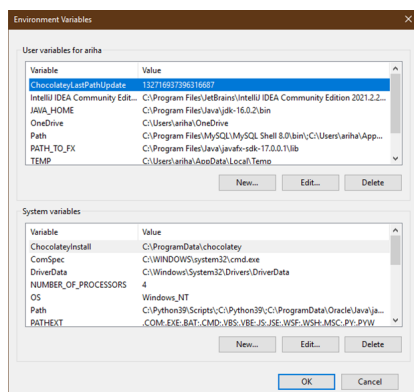 Environment Variables
User variables for ariha
Variable Value
ChocolateyLastPathUpdate 132716937396316687
IntelliJ IDEA Community Edit... C:\Program Files\JetBrains\IntelliJ IDEA Community Edition 2021.2.2...
JAVA_HOME C:\Program Files\Java\jdk-16.0.2\bin
OneDrive C:\Users\ariha\OneDrive
Path C:\Program Files\MySQL\MySQL Shell 8.0\bin\;C:\Users\ariha\App...
PATH_TO_FX C:\Program Files\Java\javafx-sdk-17.0.0.1\lib
TEMP C:\Users\ariha\AppData\Local\Temp
New... Edit... Delete
System variables
Variable Value
ChocolateyInstall C:\ProgramData\chocolatey
ComSpec C:\WINDOWS\system32\cmd.exe
DriverData C:\Windows\System32\Drivers\DriverData
NUMBER_OF_PROCESSORS 4
OS Windows_NT
Path C:\Python39\Scripts\;C:\Python39\;C:\ProgramData\Oracle\Java\ja...
PATHEXT .COM;.EXE;.BAT;.CMD;.VBS;.VBE;.JS;.JSE;.WSF;.WSH;.MSC;.PY;.PYW
New... Edit... Delete
OK Cancel